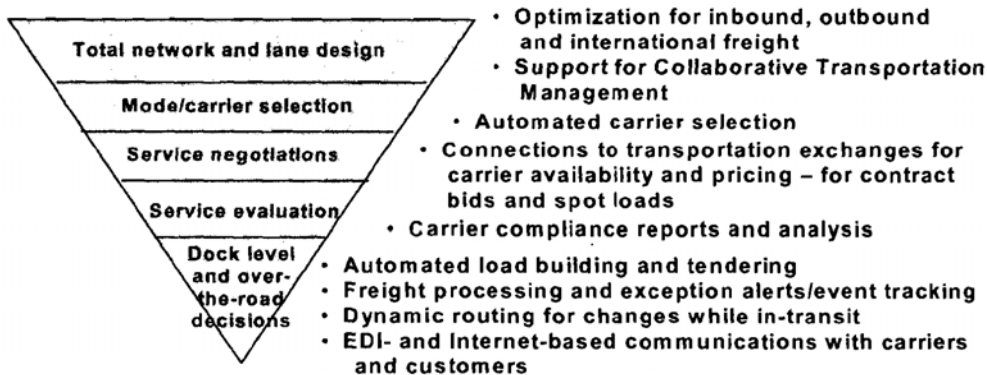 Total network and lane design
Mode/carrier selection
Service negotiations
Service evaluation
Dock level
and over-
the-road
decisions
• Optimization for inbound, outbound
and international freight
• Support for Collaborative Transportation
Management
• Automated carrier selection
• Connections to transportation exchanges for
carrier availability and pricing – for contract
bids and spot loads
• Carrier compliance reports and analysis
• Automated load building and tendering
• Freight processing and exception alerts/event tracking
• Dynamic routing for changes while in-transit
• EDI- and Internet-based communications with carriers
and customers